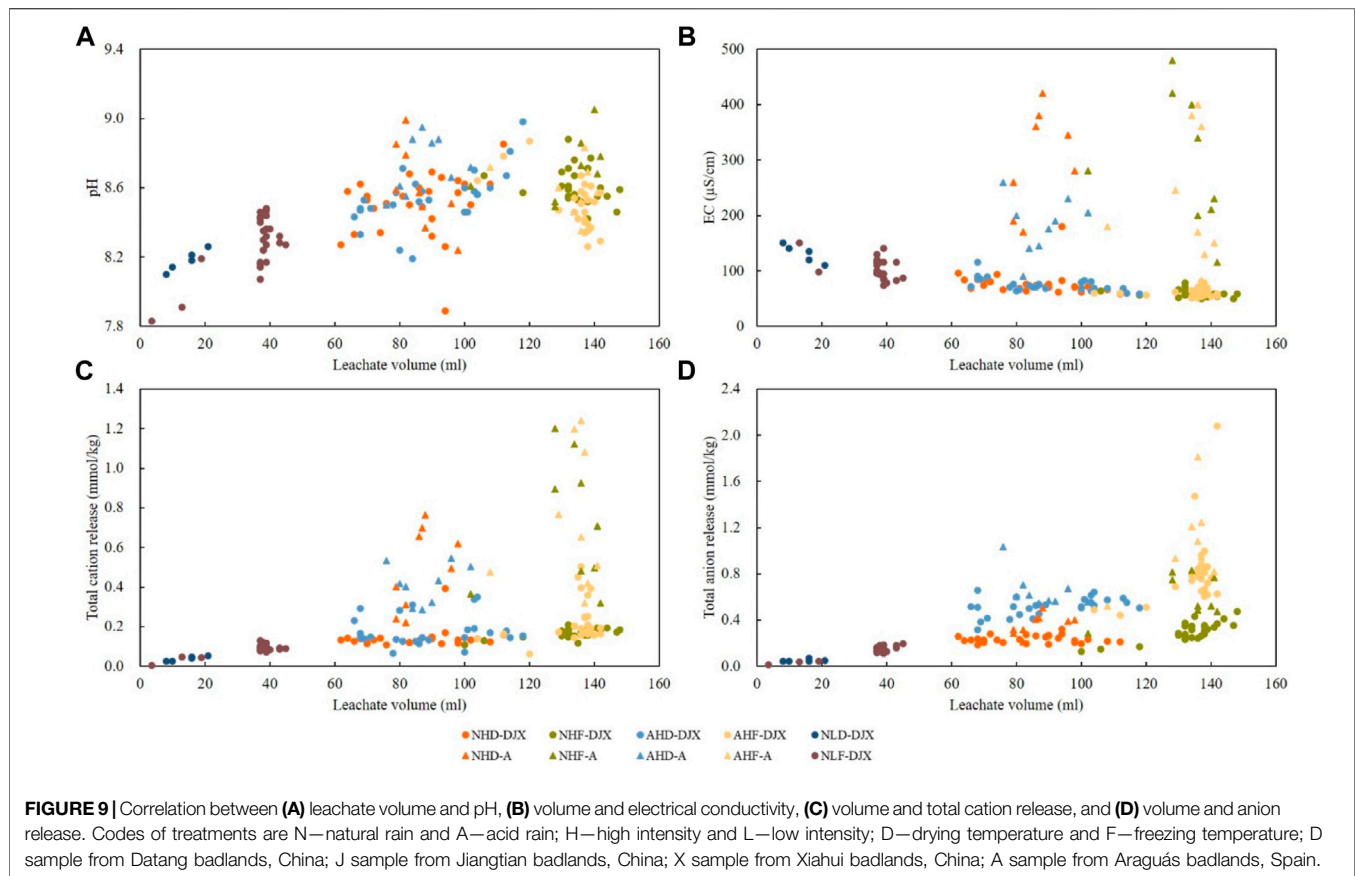 A
9.4
9.0
8.6
8.2
7.8
pH
0 20 40 60 80 100 120 140 160
Leachate volume (ml)
B
500
400
300
200
100
0
EC (µS/cm)
0 20 40 60 80 100 120 140 160
Leachate volume (ml)
C
1.4
1.2
1.0
0.8
0.6
0.4
0.2
0.0
Total cation release (mmol/kg)
0 20 40 60 80 100 120 140 160
Leachate volume (ml)
D
2.4
2.0
1.6
1.2
0.8
0.4
0.0
Total anion release (mmol/kg)
0 20 40 60 80 100 120 140 160
Leachate volume (ml)
NHD-DJX NHF-DJX AHD-DJX AHF-DJX NLD-DJX
NHD-A NHF-A AHD-A AHF-A NLF-DJX
FIGURE 9 | Correlation between (A) leachate volume and pH, (B) volume and electrical conductivity, (C) volume and total cation release, and (D) volume and anion
release. Codes of treatments are N—natural rain and A—acid rain; H—high intensity and L—low intensity; D—drying temperature and F—freezing temperature; D
sample from Datang badlands, China; J sample from Jiangtian badlands, China; X sample from Xiahui badlands, China; A sample from Araguás badlands, Spain.